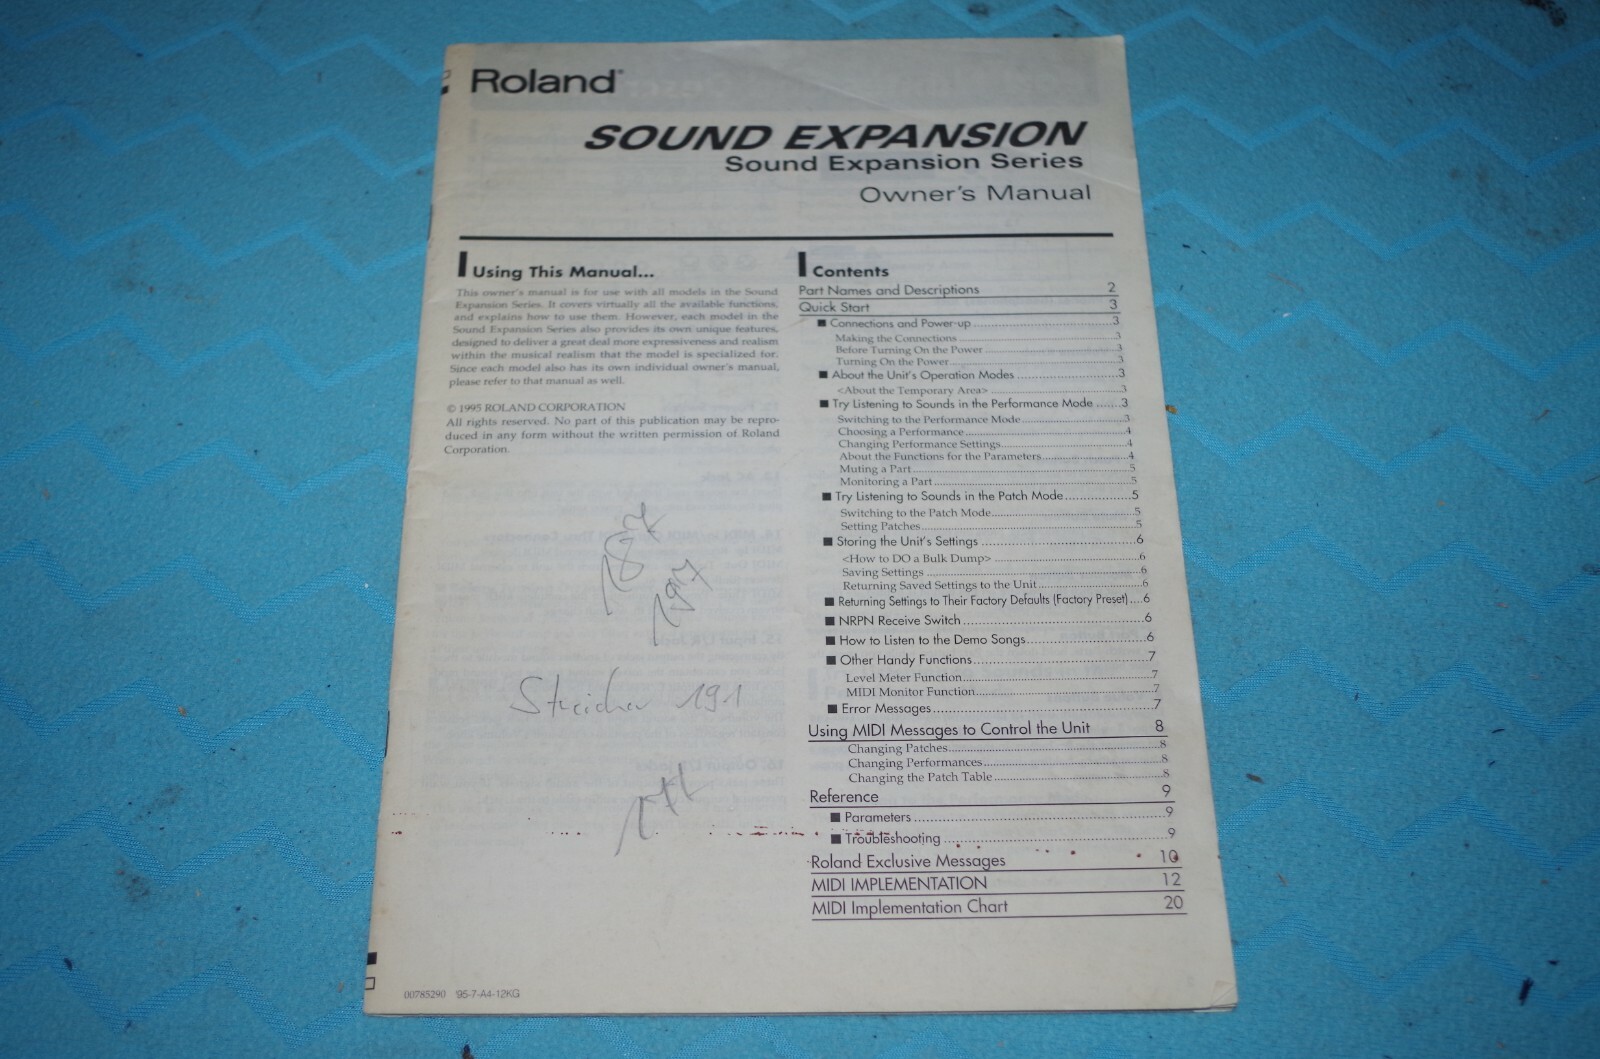 Roland®
SOUND EXPANSION
Sound Expansion Series
Owner's Manual
Using This Manual...
This owner's manual is for use with all models in the Sound
Expansion Series. It covers virtually all the available functions,
and explains how to use them. However, each model in the
Sound Expansion Series also provides its own unique features,
designed to deliver a great deal more expressiveness and realism
within the musical realism that the model is specialized for.
Since each model also has its own individual owner's manual,
please refer to that manual as well.
© 1995 ROLAND CORPORATION
All rights reserved. No part of this publication may be repro-
duced in any form without the written permission of Roland
Corporation.
187
197
Streicher 191
Contents
Part Names and Descriptions 2
Quick Start 3
■ Connections and Power-up 3
Making the Connections 3
Before Turning On the Power 3
Turning On the Power 3
■ About the Unit's Operation Modes 3
<About the Temporary Area> 3
■ Try Listening to Sounds in the Performance Mode 3
Switching to the Performance Mode 3
Choosing a Performance 4
Changing Performance Settings 4
About the Functions for the Parameters 4
Muting a Part 5
Monitoring a Part 5
■ Try Listening to Sounds in the Patch Mode 5
Switching to the Patch Mode 5
Setting Patches 5
■ Storing the Unit's Settings 6
<How to DO a Bulk Dump> 6
Saving Settings 6
Returning Saved Settings to the Unit 6
■ Returning Settings to Their Factory Defaults (Factory Preset) 6
■ NRPN Receive Switch 6
■ How to Listen to the Demo Songs 6
■ Other Handy Functions 7
Level Meter Function 7
MIDI Monitor Function 7
■ Error Messages 7
Using MIDI Messages to Control the Unit 8
Changing Patches 8
Changing Performances 8
Changing the Patch Table 8
Reference 9
■ Parameters 9
■ Troubleshooting 9
Roland Exclusive Messages 10
MIDI IMPLEMENTATION 12
MIDI Implementation Chart 20
00785290 '95-7-A4-12KG